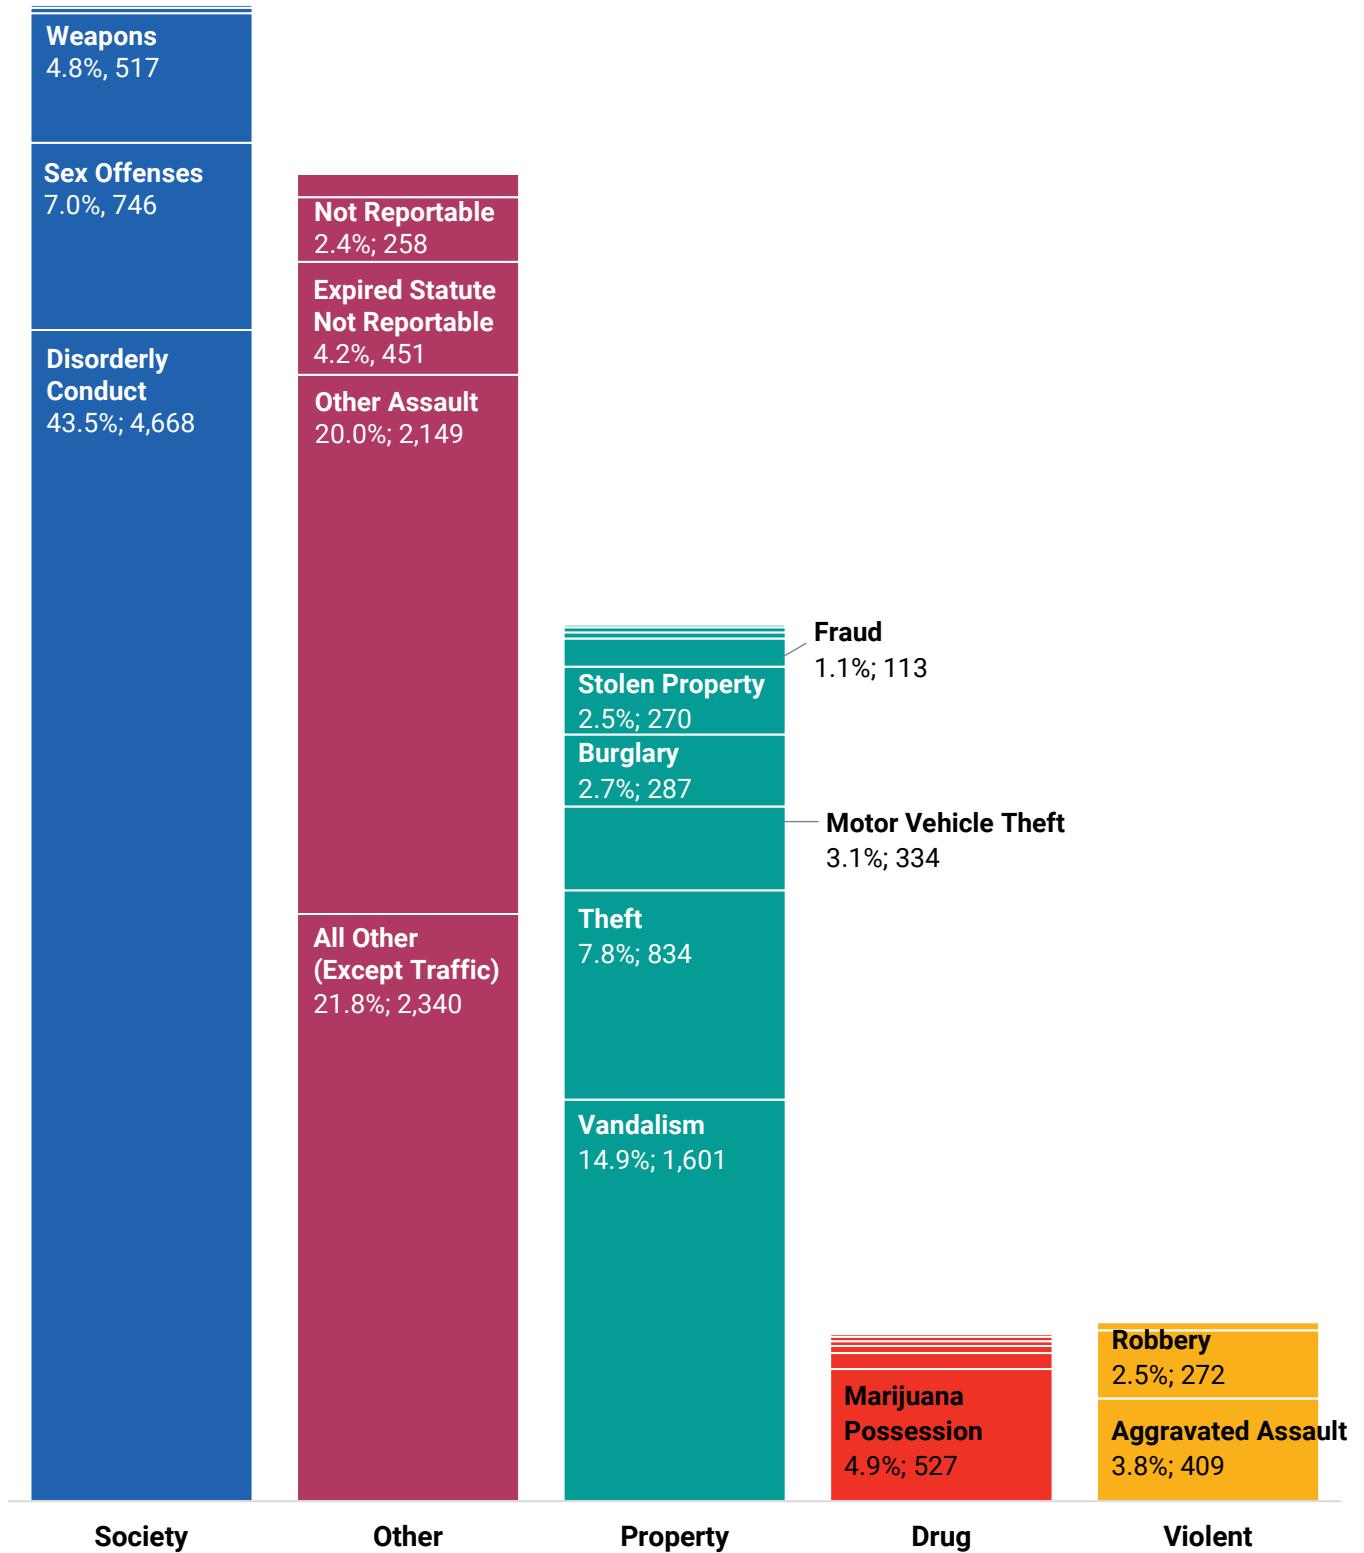 Weapons
4.8%, 517
Sex Offenses
7.0%, 746
Disorderly
Conduct
43.5%; 4,668
Not Reportable
2.4%; 258
Expired Statute
Not Reportable
4.2%, 451
Other Assault
20.0%; 2,149
All Other
(Except Traffic)
21.8%; 2,340
Fraud
1.1%; 113
Stolen Property
2.5%; 270
Burglary
2.7%; 287
Motor Vehicle Theft
3.1%; 334
Theft
7.8%; 834
Vandalism
14.9%; 1,601
Marijuana
Possession
4.9%; 527
Robbery
2.5%; 272
Aggravated Assault
3.8%; 409
Society
Other
Property
Drug
Violent